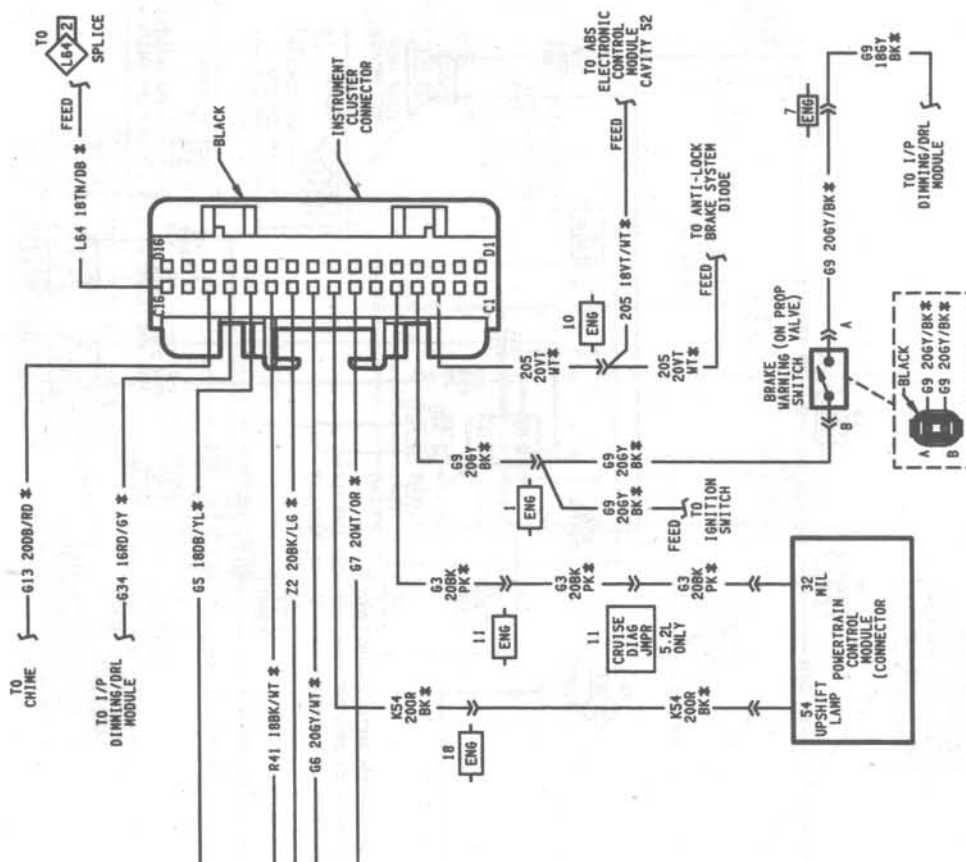 TO
L64 2
SPLICE
FEED
L64 18TN/DB *
BLACK
INSTRUMENT
CLUSTER
CONNECTOR
D16
D1
C16
C1
TO ABS
ELECTRONIC
CONTROL
MODULE
CAVITY 52
FEED
205 18VT/WT *
TO ANTI-LOCK
BRAKE SYSTEM
DIODE
FEED
10
ENG
205
20VT
WT *
205
20VT
WT *
7
ENG
G9
18GY
BK *
TO I/P
DIMMING/DRL
MODULE
G9 20GY/BK *
BRAKE
WARNING (ON PROP
SWITCH VALVE)
A
B
BLACK
A
G9 20GY/BK *
G9 20GY/BK *
B
G9
20GY
BK *
G9
20GY
BK *
1
ENG
G9
20GY
BK *
FEED
TO
IGNITION
SWITCH
G13 20DB/RD *
TO
CHIME
G34 16RD/GY *
TO I/P
DIMMING/DRL
MODULE
G5 18DB/YL *
R41 18BK/WT *
Z2 20BK/LG *
G6 20GY/WT *
G7 20WT/OR *
G3
20BK
PK *
G3
20BK
PK *
G3
20BK
PK *
11
ENG
11
CRUISE
DIAG
JMPR
5.2L
ONLY
32
MIL
POWERTRAIN
CONTROL
MODULE
(CONNECTOR
54
UPSHIFT
LAMP
K54
20OR
BK *
K54
20OR
BK *
18
ENG